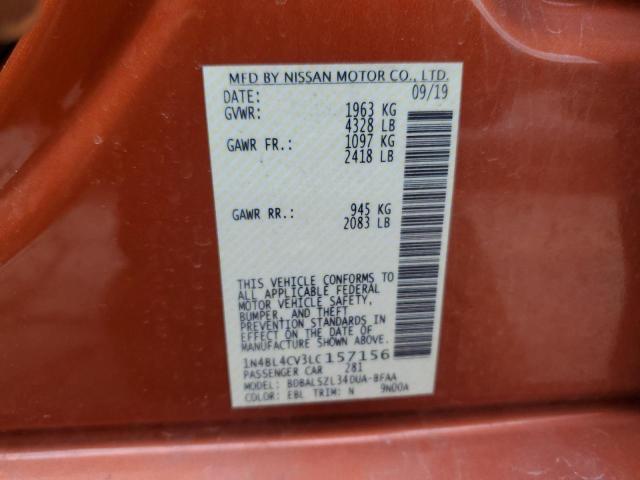 MFD BY NISSAN MOTOR CO., LTD.
DATE: 09/19
GVWR: 1963 KG
4328 LB
GAWR FR.: 1097 KG
2418 LB
GAWR RR.: 945 KG
2083 LB
THIS VEHICLE CONFORMS TO
ALL APPLICABLE FEDERAL
MOTOR VEHICLE SAFETY,
BUMPER, AND THEFT
PREVENTION STANDARDS IN
EFFECT ON THE DATE OF
MANUFACTURE SHOWN ABOVE.
1N4BL4CV3LC157156
PASSENGER CAR 281
MODEL: BDBALSZL34DUA-BFAA
COLOR: EBL TRIM: N 9N00A